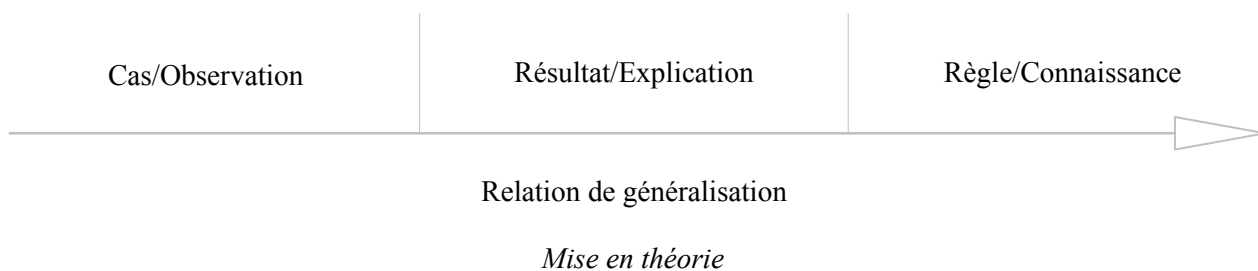 Cas/Observation
Résultat/Explication
Règle/Connaissance
Relation de généralisation
Mise en théorie